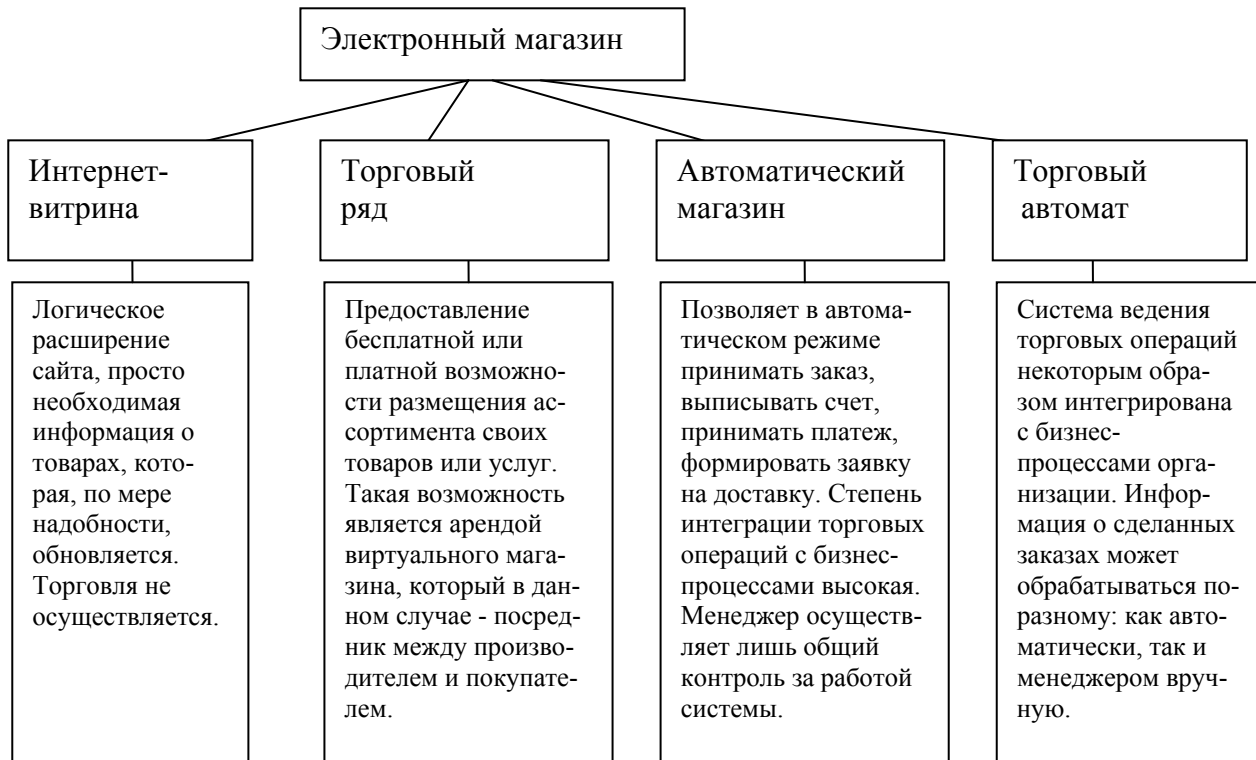 Электронный магазин
Интернет-
витрина
Торговый
ряд
Автоматический
магазин
Торговый
автомат
Логическое
расширение
сайта, просто
необходимая
информация о
товарах, кото-
рая, по мере
надобности,
обновляется.
Торговля не
осуществляется.
Предоставление
бесплатной или
платной возможно-
сти размещения ас-
сортимента своих
товаров или услуг.
Такая возможность
является арендой
виртуального мага-
зина, который в дан-
ном случае - посред-
ник между произво-
дителем и покупате-
лем.
Позволяет в автома-
тическом режиме
принимать заказ,
выписывать счет,
принимать платеж,
формировать заявку
на доставку. Степень
интеграции торговых
операций с бизнес-
процессами высокая.
Менеджер осуществ-
ляет лишь общий
контроль за работой
системы.
Система ведения
торговых операций
некоторым обра-
зом интегрирована
с бизнес-
процессами орга-
низации. Инфор-
мация о сделанных
заказах может
обрабатываться по-
разному: как авто-
матически, так и
менеджером вруч-
ную.